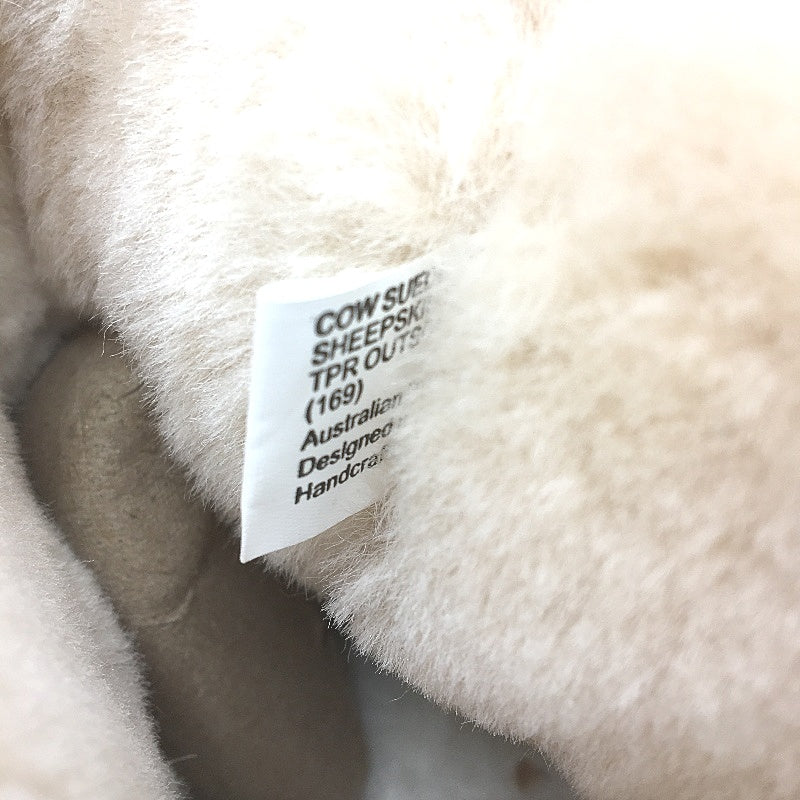 COW SUE
SHEEPSK
TPR OUTS
(169)
Australian
Designed
Handcraf